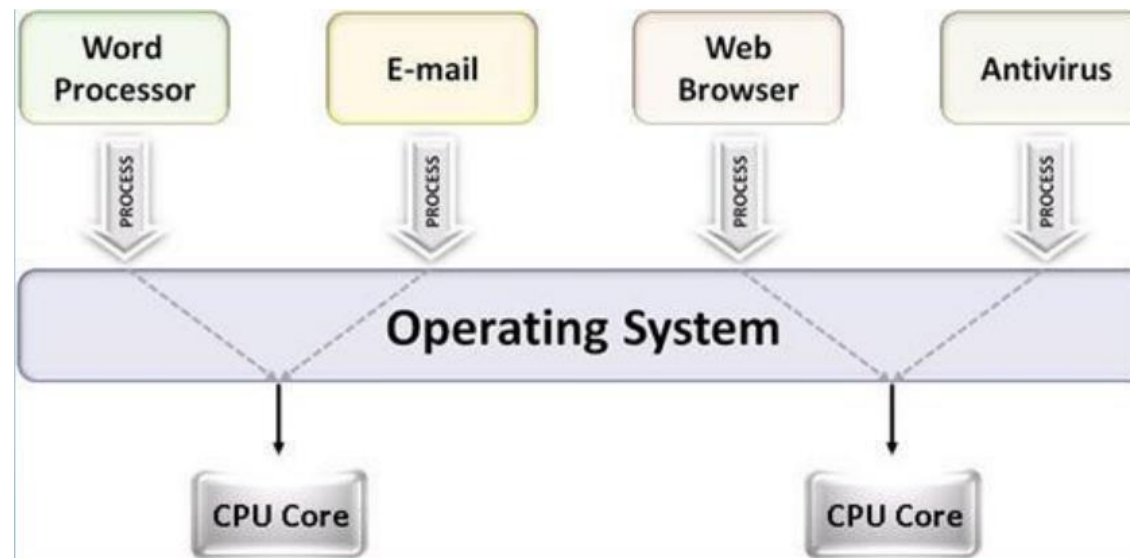 Word
Processor
E-mail
Web
Browser
Antivirus
PROCESS
PROCESS
PROCESS
PROCESS
Operating System
CPU Core
CPU Core